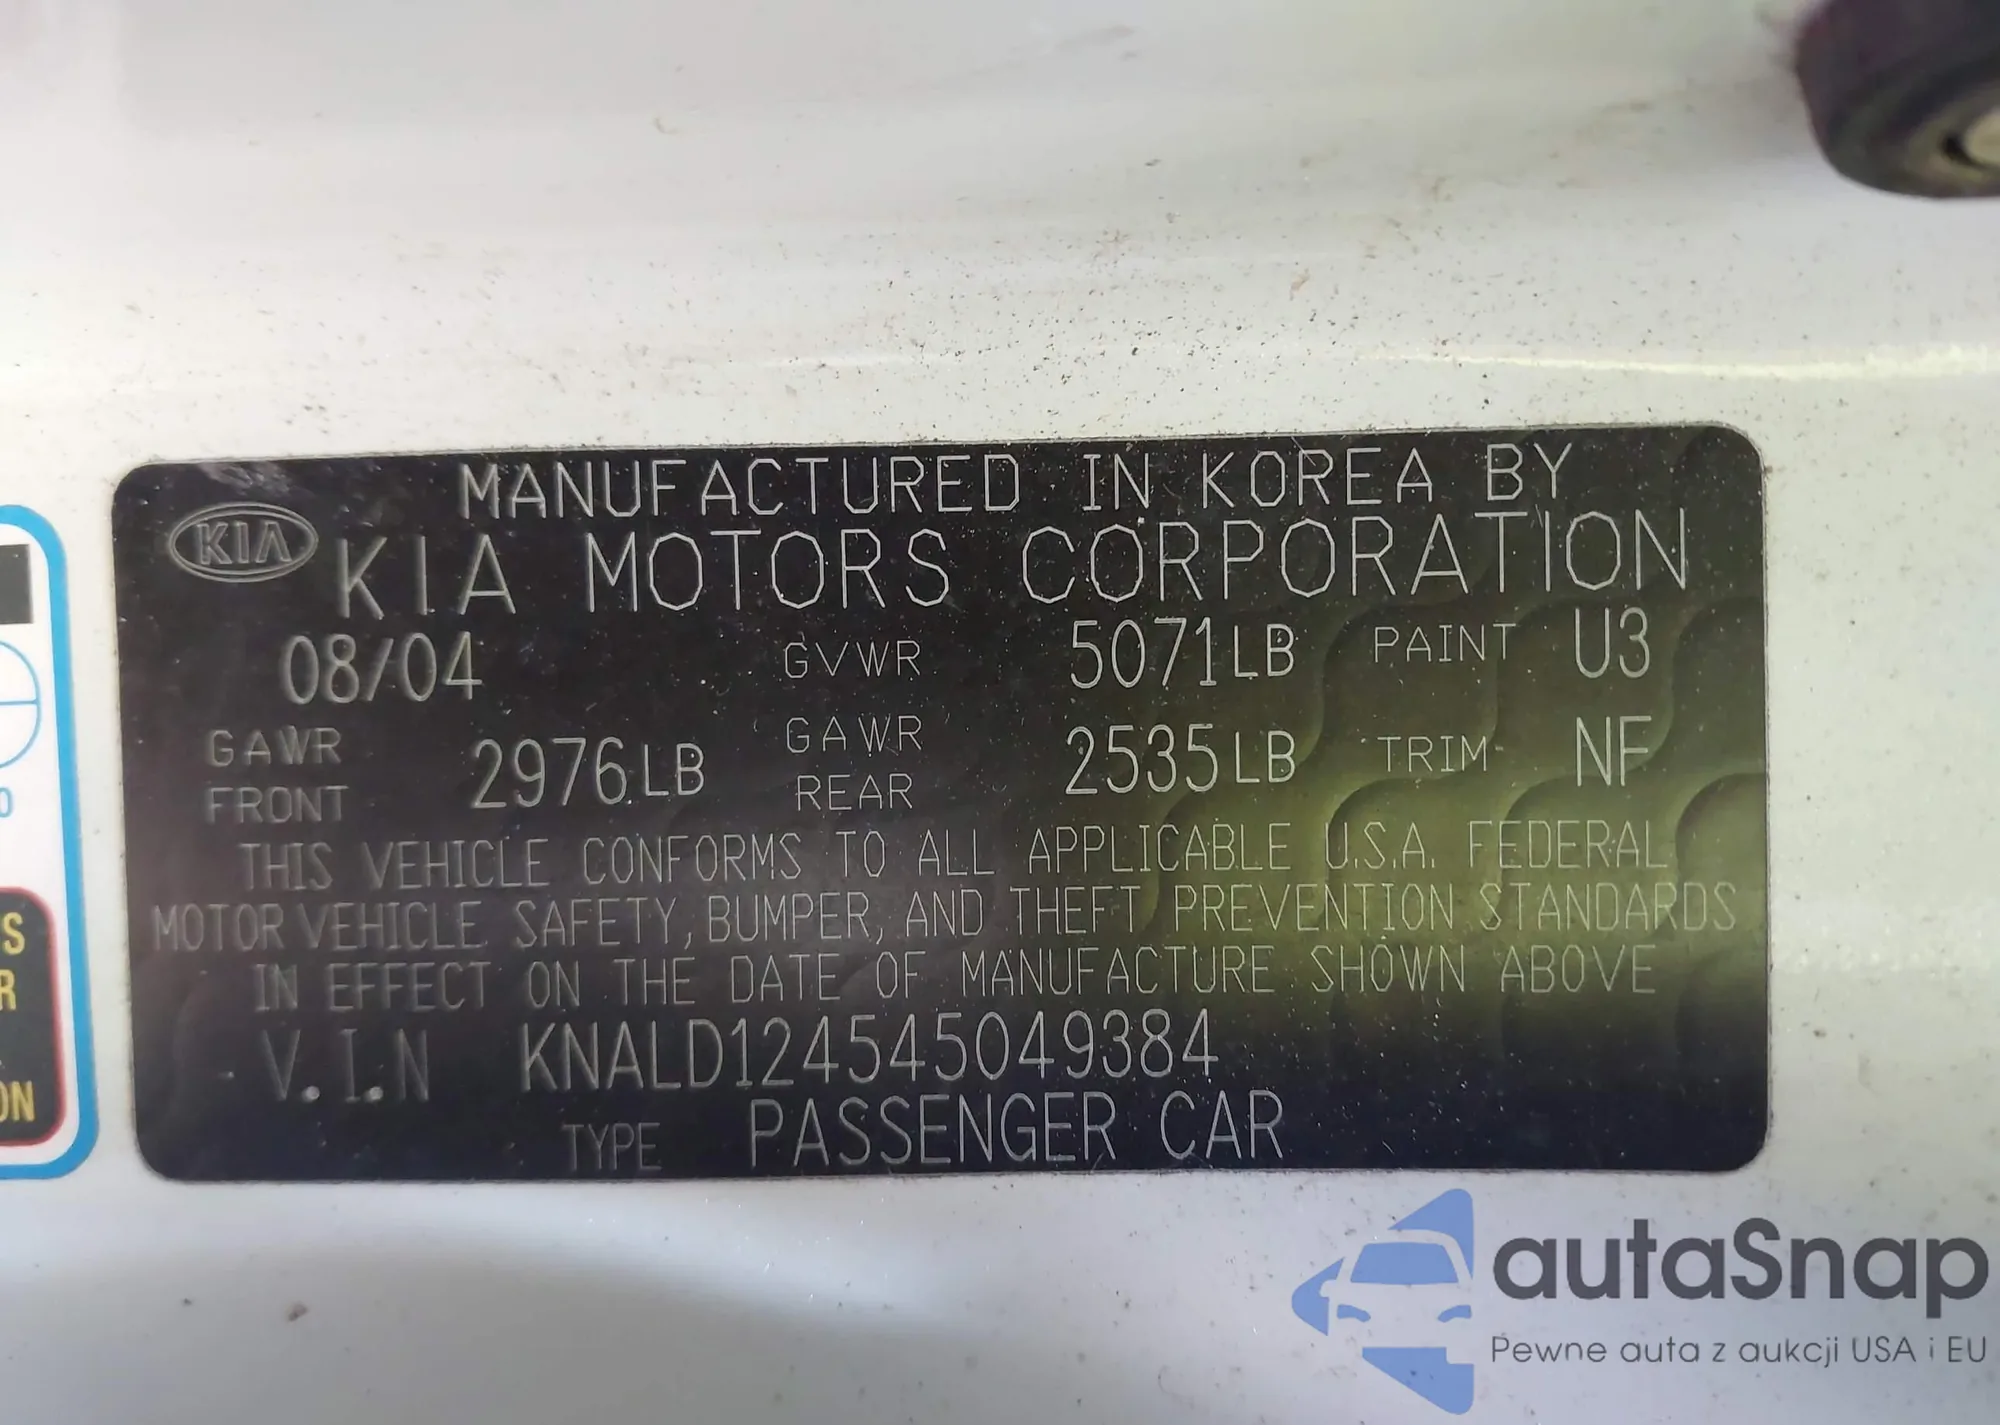 MANUFACTURED IN KOREA BY
KIA KIA MOTORS CORPORATION
08/04 GVWR 5071LB PAINT U3
GAWR FRONT 2976LB GAWR REAR 2535LB TRIM NF
THIS VEHICLE CONFORMS TO ALL APPLICABLE U.S.A. FEDERAL
MOTOR VEHICLE SAFETY, BUMPER, AND THEFT PREVENTION STANDARDS
IN EFFECT ON THE DATE OF MANUFACTURE SHOWN ABOVE
V.I.N KNALD124545049384
TYPE PASSENGER CAR
autaSnap
Pewne auta z aukcji USA i EU